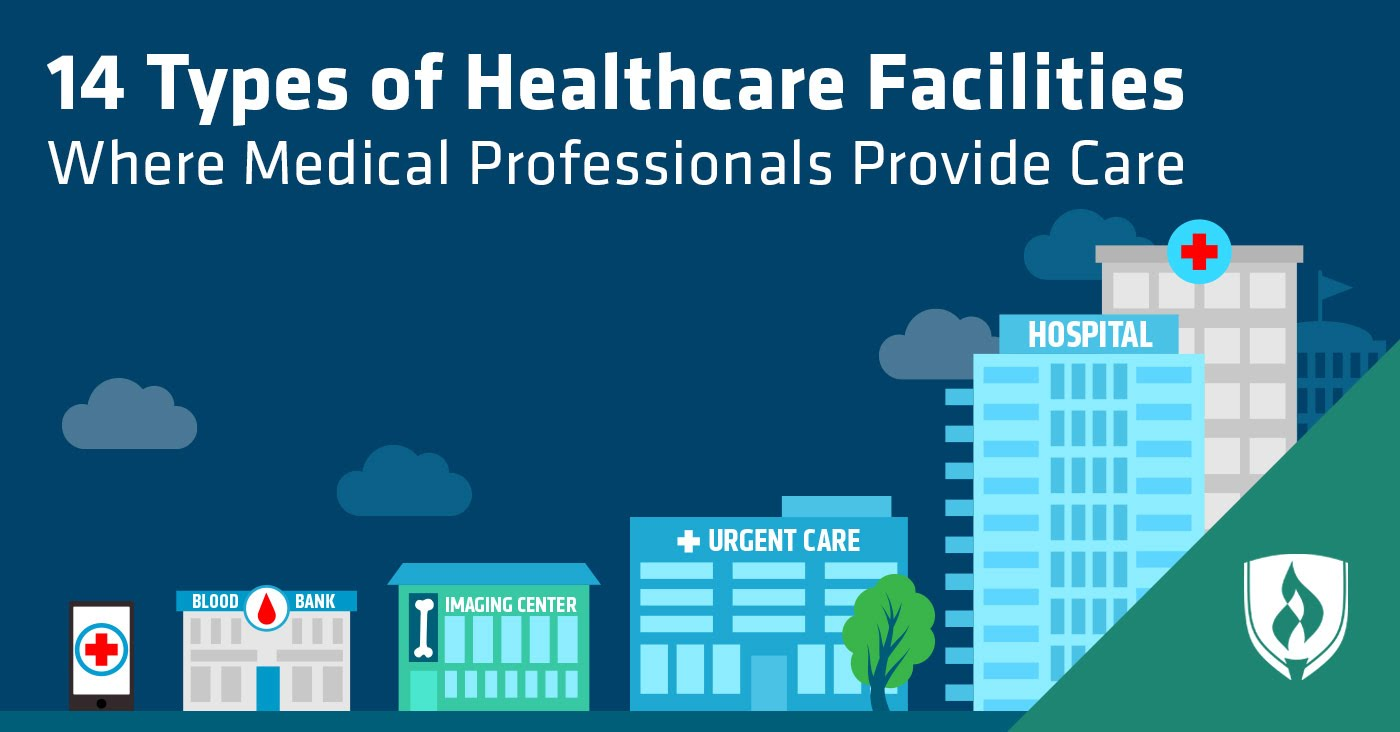 14 Types of Healthcare Facilities
Where Medical Professionals Provide Care
HOSPITAL
URGENT CARE
BLOOD BANK
IMAGING CENTER